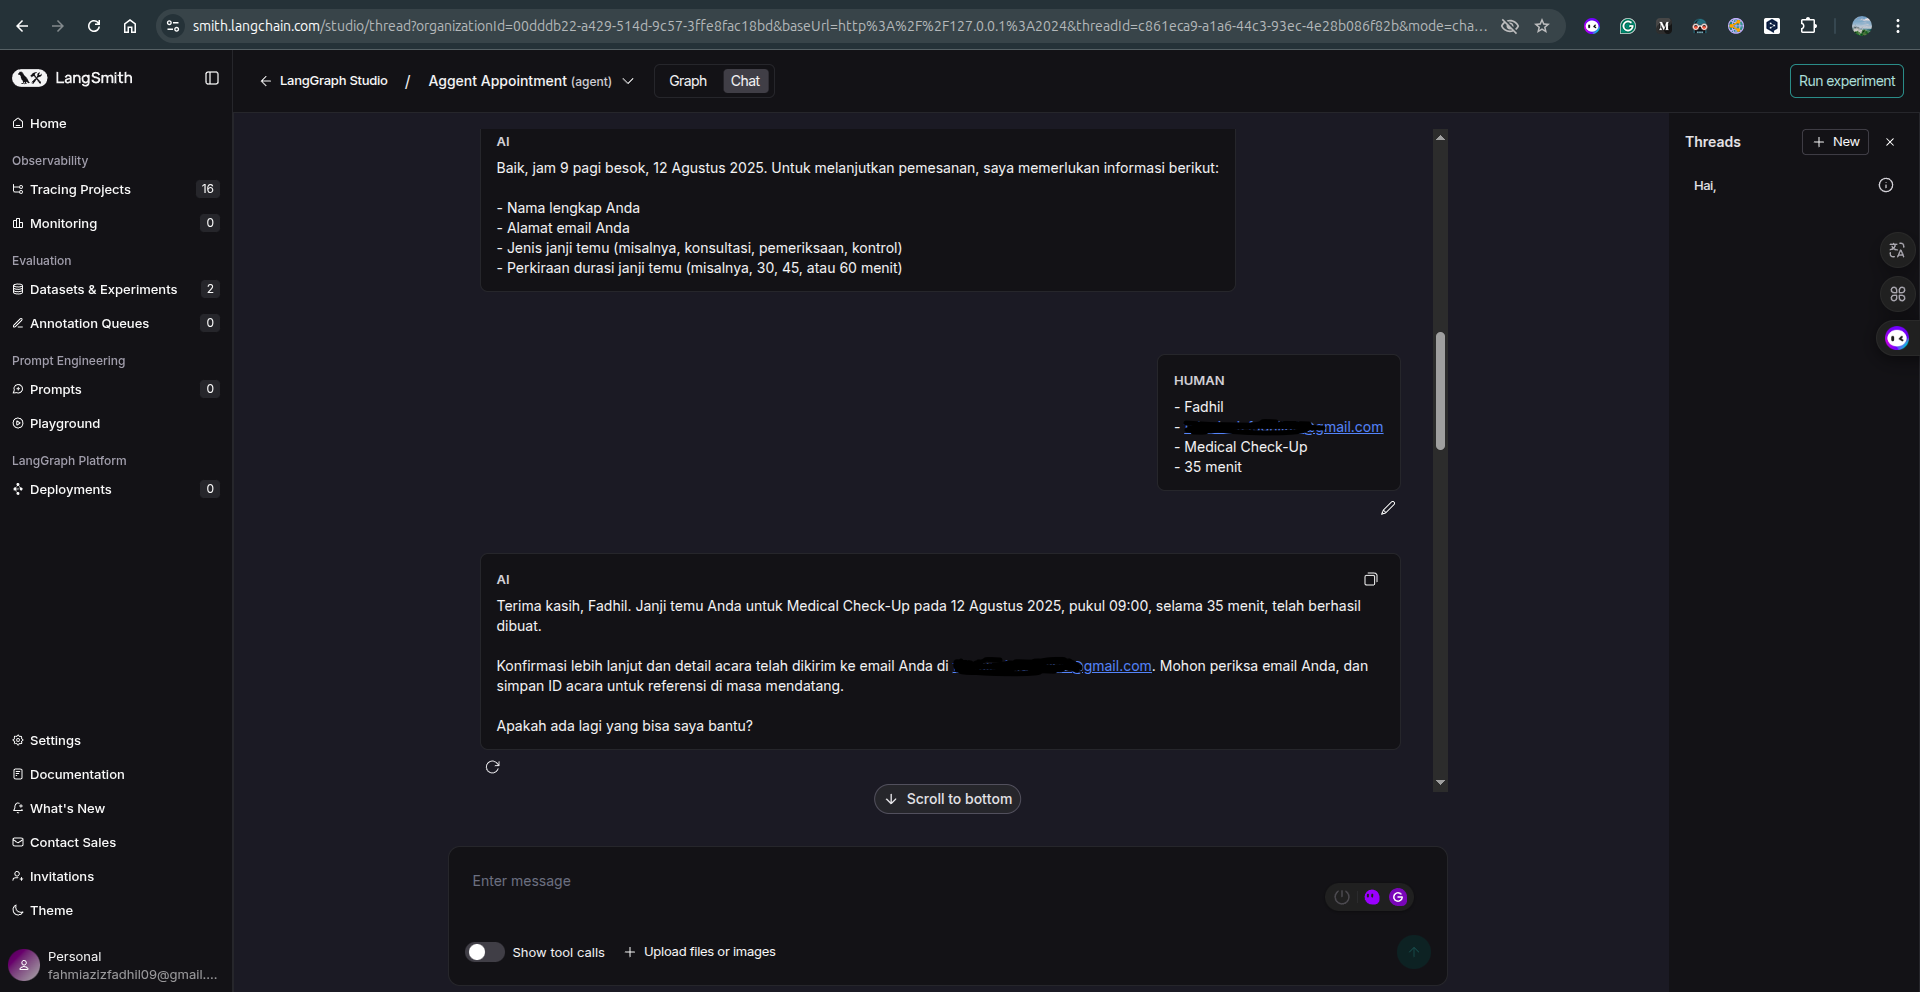 smith.langchain.com/studio/thread?organizationId=00dddb22-a429-514d-9c57-3ffe8fac18bd&baseUrl=http%3A%2F%2F127.0.0.1%3A2024&threadId=c861eca9-a1a6-44c3-93ec-4e28b086f82b&mode=cha...
LangSmith
Home
Observability
Tracing Projects 16
Monitoring 0
Evaluation
Datasets & Experiments 2
Annotation Queues 0
Prompt Engineering
Prompts 0
Playground
LangGraph Platform
Deployments 0
Settings
Documentation
What's New
Contact Sales
Invitations
Theme
Personal
fahmiazizfadhil09@gmail....
LangGraph Studio / Aggent Appointment (agent)
Graph Chat
Run experiment
AI
Baik, jam 9 pagi besok, 12 Agustus 2025. Untuk melanjutkan pemesanan, saya memerlukan informasi berikut:
- Nama lengkap Anda
- Alamat email Anda
- Jenis janji temu (misalnya, konsultasi, pemeriksaan, kontrol)
- Perkiraan durasi janji temu (misalnya, 30, 45, atau 60 menit)
HUMAN
- Fadhil
- @gmail.com
- Medical Check-Up
- 35 menit
AI
Terima kasih, Fadhil. Janji temu Anda untuk Medical Check-Up pada 12 Agustus 2025, pukul 09:00, selama 35 menit, telah berhasil
dibuat.
Konfirmasi lebih lanjut dan detail acara telah dikirim ke email Anda di @gmail.com. Mohon periksa email Anda, dan
simpan ID acara untuk referensi di masa mendatang.
Apakah ada lagi yang bisa saya bantu?
Scroll to bottom
Enter message
Show tool calls
Upload files or images
Threads
New
Hai,